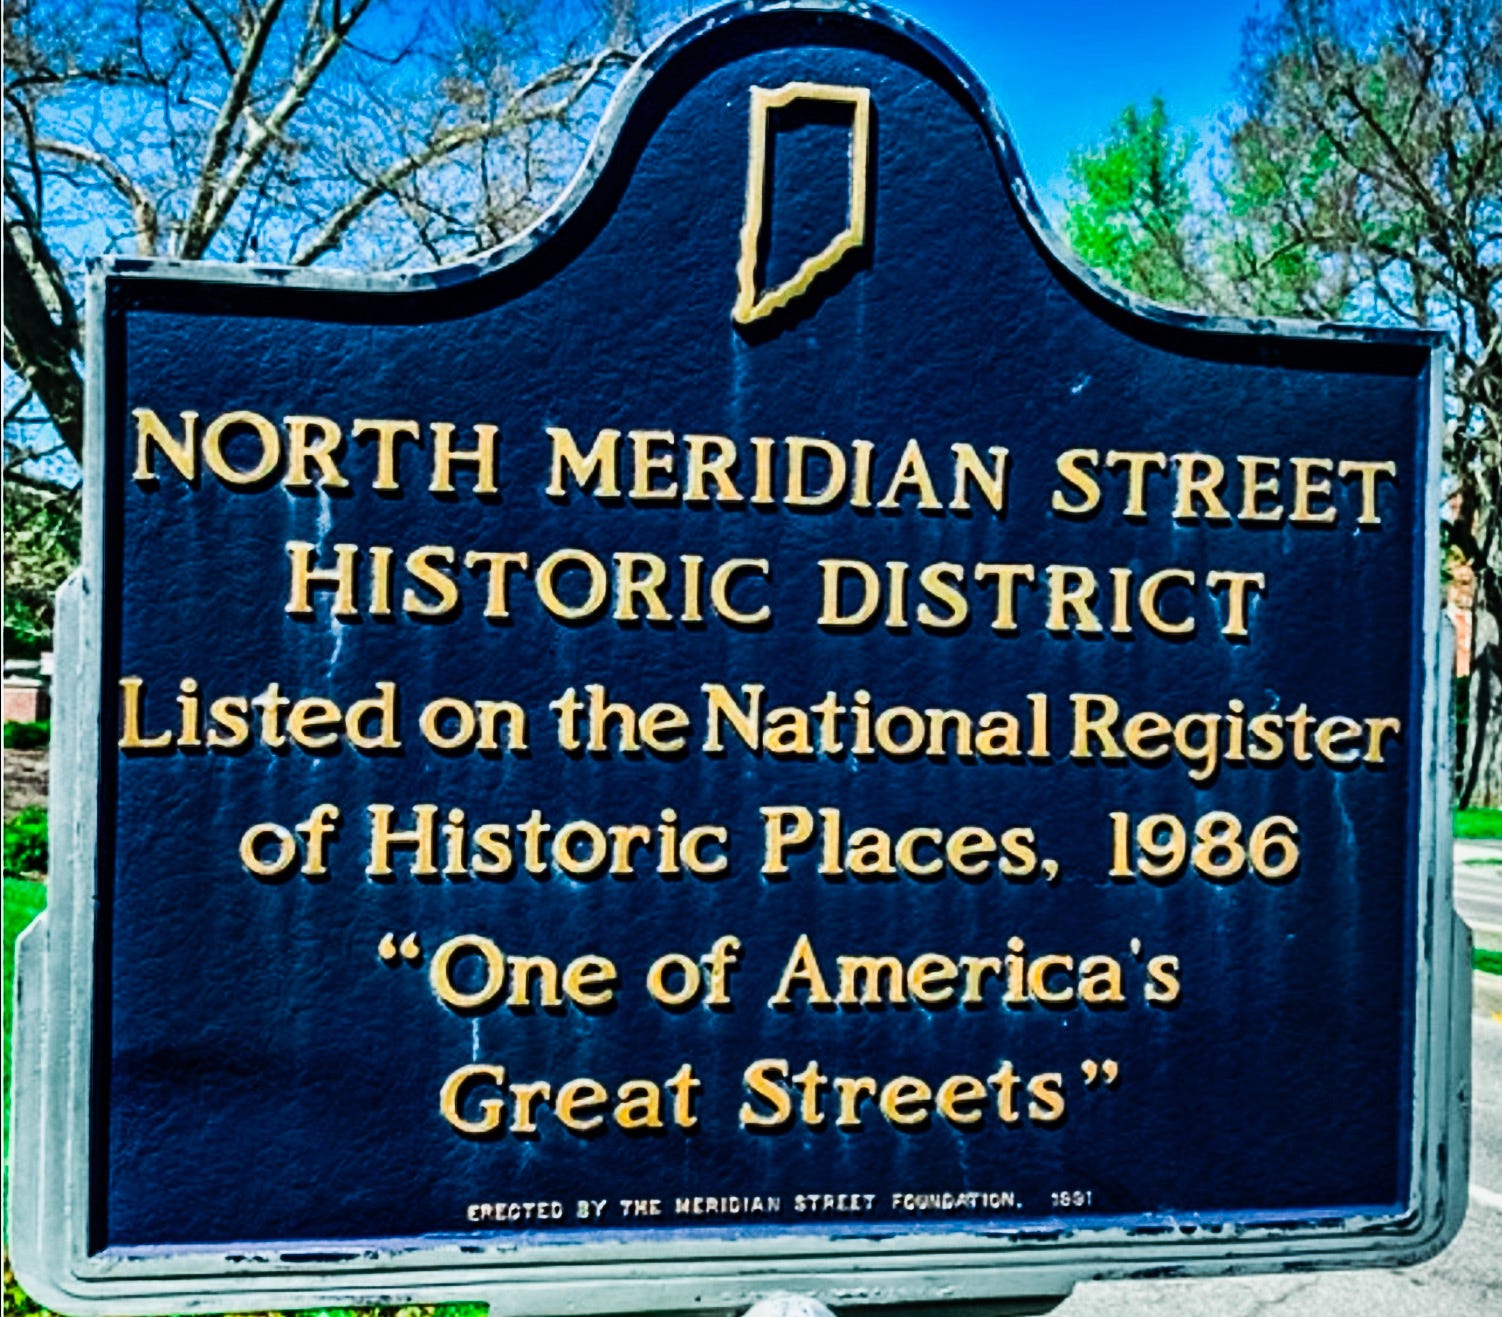 NORTH MERIDIAN STREET
HISTORIC DISTRICT
Listed on the National Register
of Historic Places, 1986
“One of America's
Great Streets”
ERECTED BY THE MERIDIAN STREET FOUNDATION. 1991